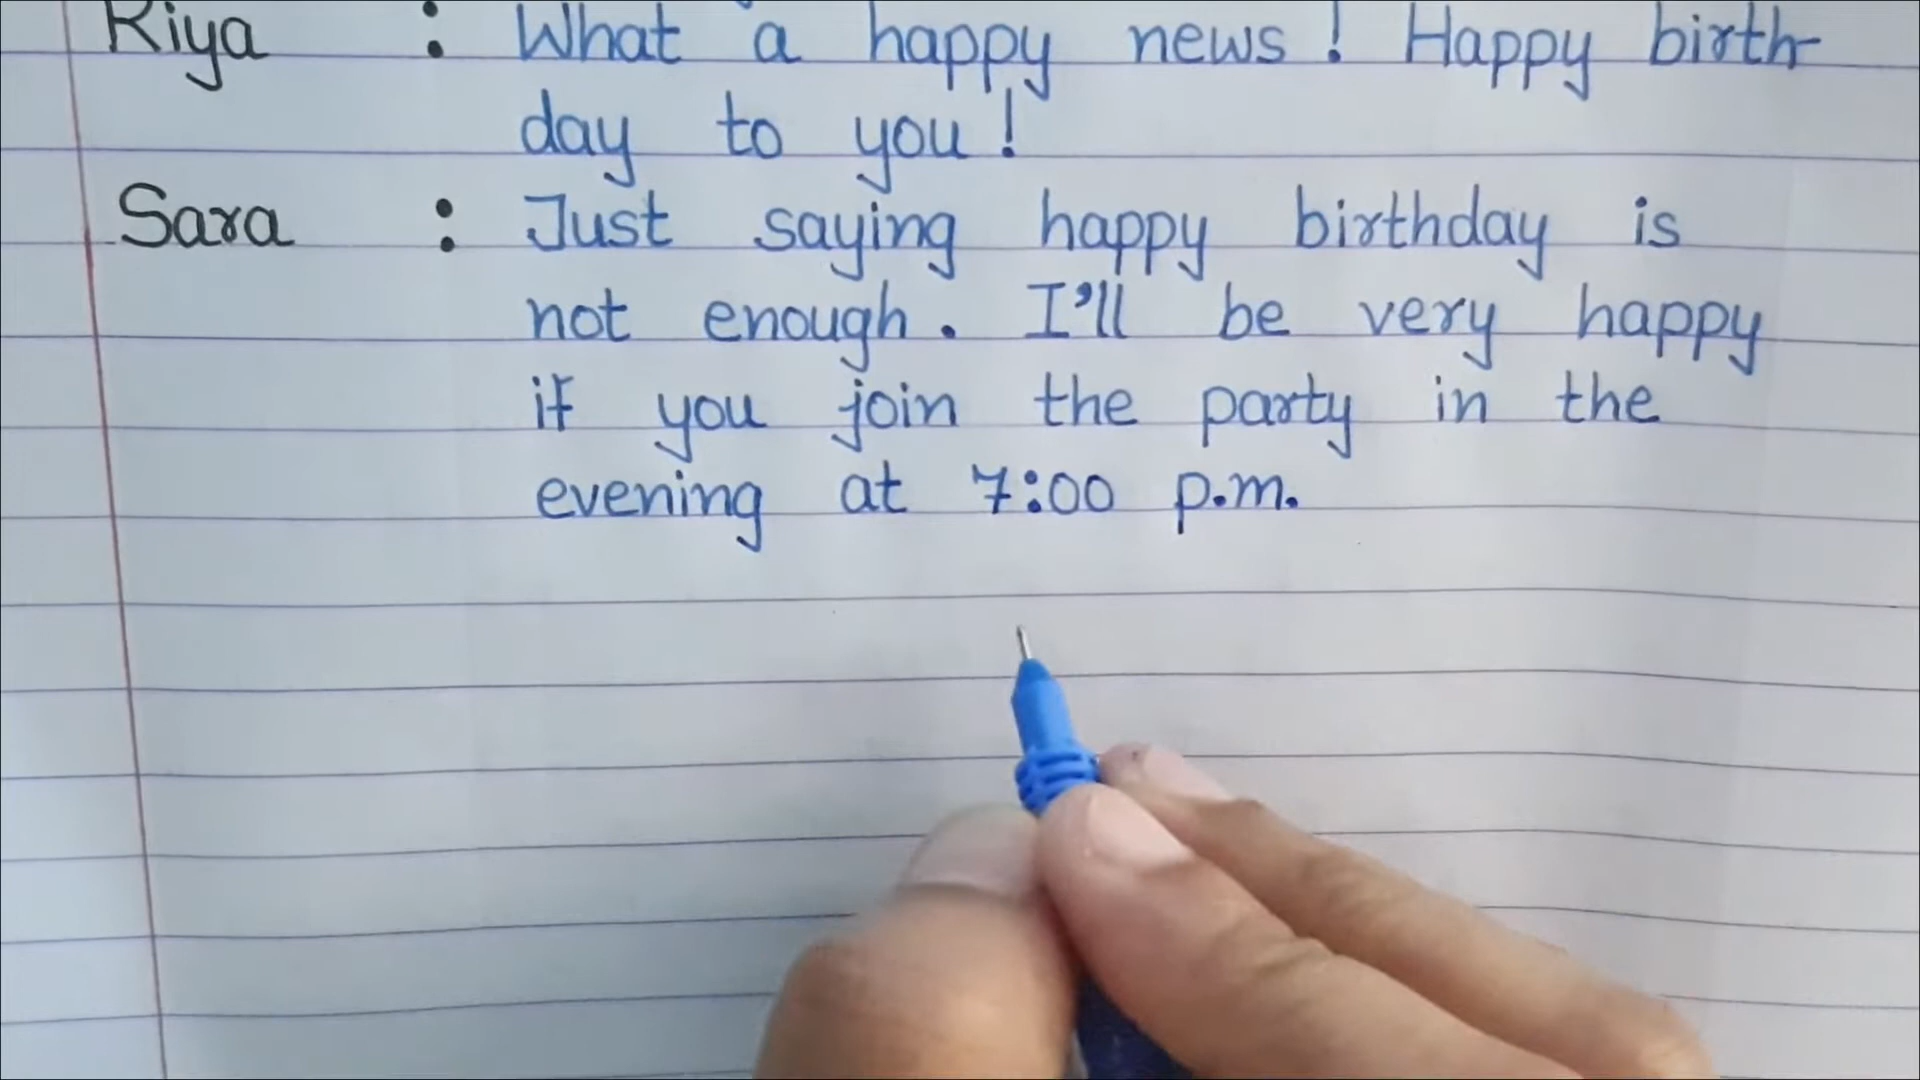 Riya : What a happy news! Happy birth-
day to you!
Sara : Just saying happy birthday is
not enough. I'll be very happy
if you join the party in the
evening at 7:00 p.m.